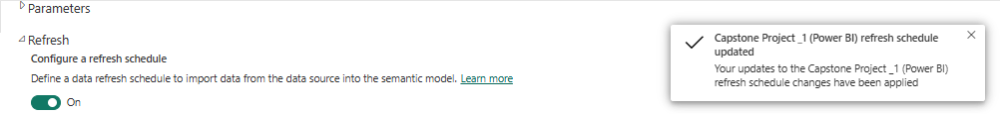 Parameters
Refresh
Configure a refresh schedule
Define a data refresh schedule to import data from the data source into the semantic model. Learn more
On
Capstone Project _1 (Power BI) refresh schedule
updated
Your updates to the Capstone Project _1 (Power BI)
refresh schedule changes have been applied